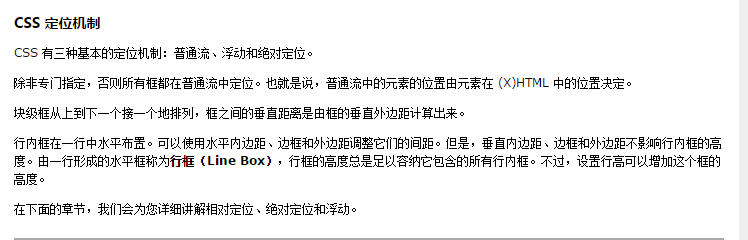 CSS 定位机制
CSS 有三种基本的定位机制：普通流、浮动和绝对定位。
除非专门指定，否则所有框都在普通流中定位。也就是说，普通流中的元素的位置由元素在 (X)HTML 中的位置决定。
块级框从上到下一个接一个地排列，框之间的垂直距离是由框的垂直外边距计算出来。
行内框在一行中水平布置。可以使用水平内边距、边框和外边距调整它们的间距。但是，垂直内边距、边框和外边距不影响行内框的高
度。由一行形成的水平框称为行框（Line Box），行框的高度总是足以容纳它包含的所有行内框。不过，设置行高可以增加这个框的
高度。
在下面的章节，我们会为您详细讲解相对定位、绝对定位和浮动。